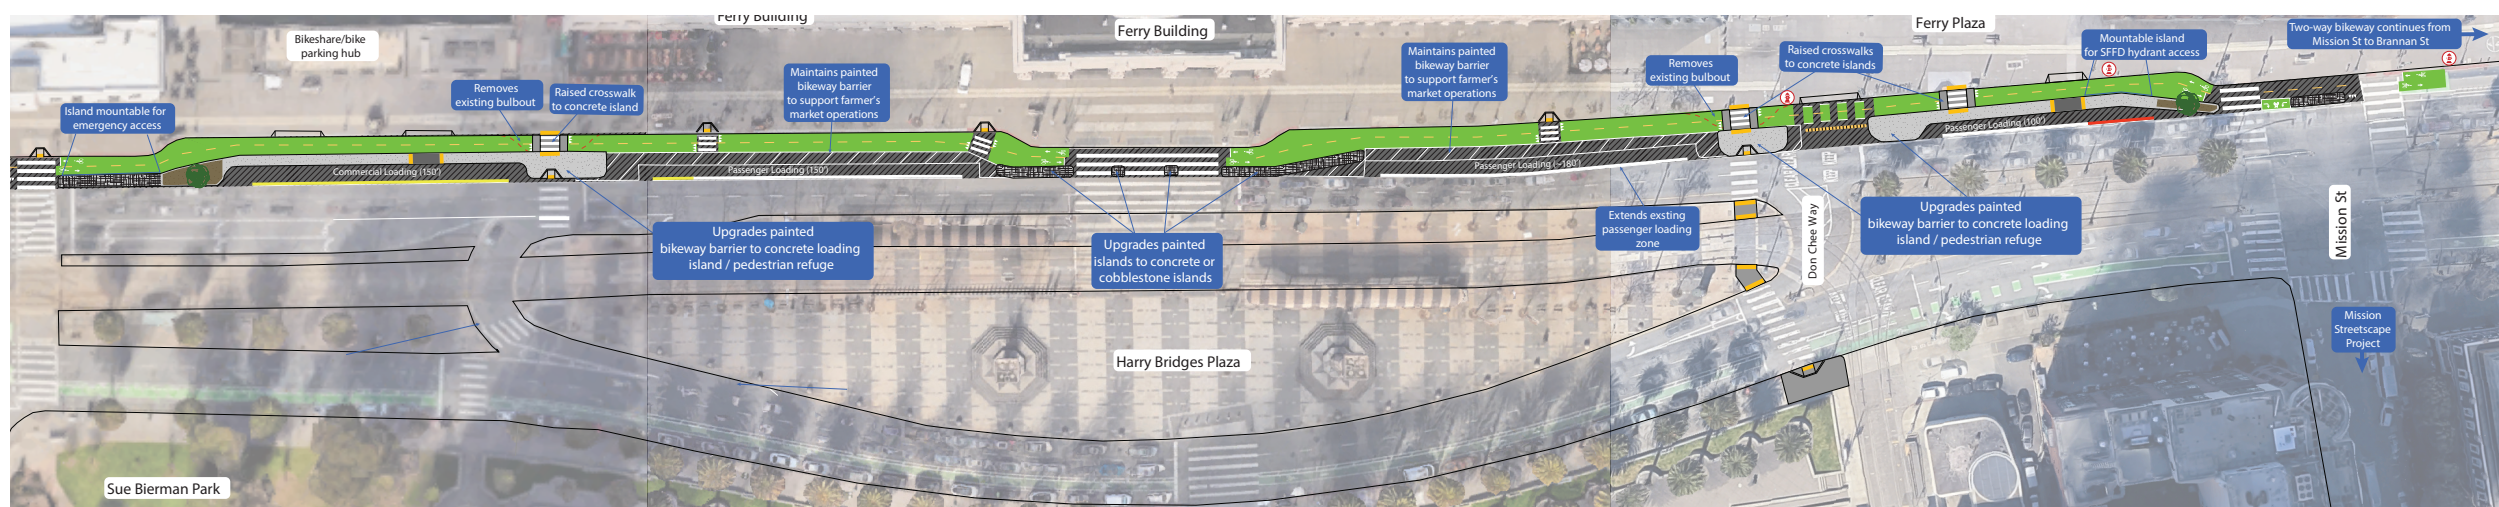 Ferry Building
Ferry Building
Ferry Plaza
Two-way bikeway continues from
Mission St to Brannan St
Bikeshare/bike
parking hub
Island mountable for
emergency access
Removes
existing bulbout
Raised crosswalk
to concrete island
Maintains painted
bikeway barrier
to support farmer's
market operations
Maintains painted
bikeway barrier
to support farmer's
market operations
Removes
existing bulbout
Raised crosswalks
to concrete islands
Mountable island
for SFFD hydrant access
Commercial Loading (150')
Passenger Loading (150')
Passenger Loading (~180')
Passenger Loading (100')
Upgrades painted
bikeway barrier to concrete loading
island / pedestrian refuge
Upgrades painted
islands to concrete or
cobblestone islands
Extends exsting
passenger loading
zone
Don Chee Way
Upgrades painted
bikeway barrier to concrete loading
island / pedestrian refuge
Mission St
Mission
Streetscape
Project
Harry Bridges Plaza
Sue Bierman Park